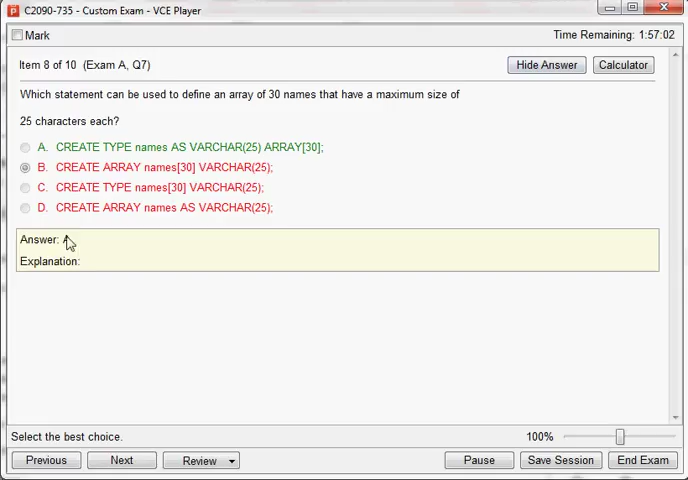 C2090-735 - Custom Exam - VCE Player
Mark
Time Remaining: 1:57:02
Item 8 of 10 (Exam A, Q7)
Hide Answer
Calculator
Which statement can be used to define an array of 30 names that have a maximum size of
25 characters each?
A. CREATE TYPE names AS VARCHAR(25) ARRAY[30];
B. CREATE ARRAY names[30] VARCHAR(25);
C. CREATE TYPE names[30] VARCHAR(25);
D. CREATE ARRAY names AS VARCHAR(25);
Answer: A
Explanation:
Select the best choice.
100%
Previous
Next
Review
Pause
Save Session
End Exam